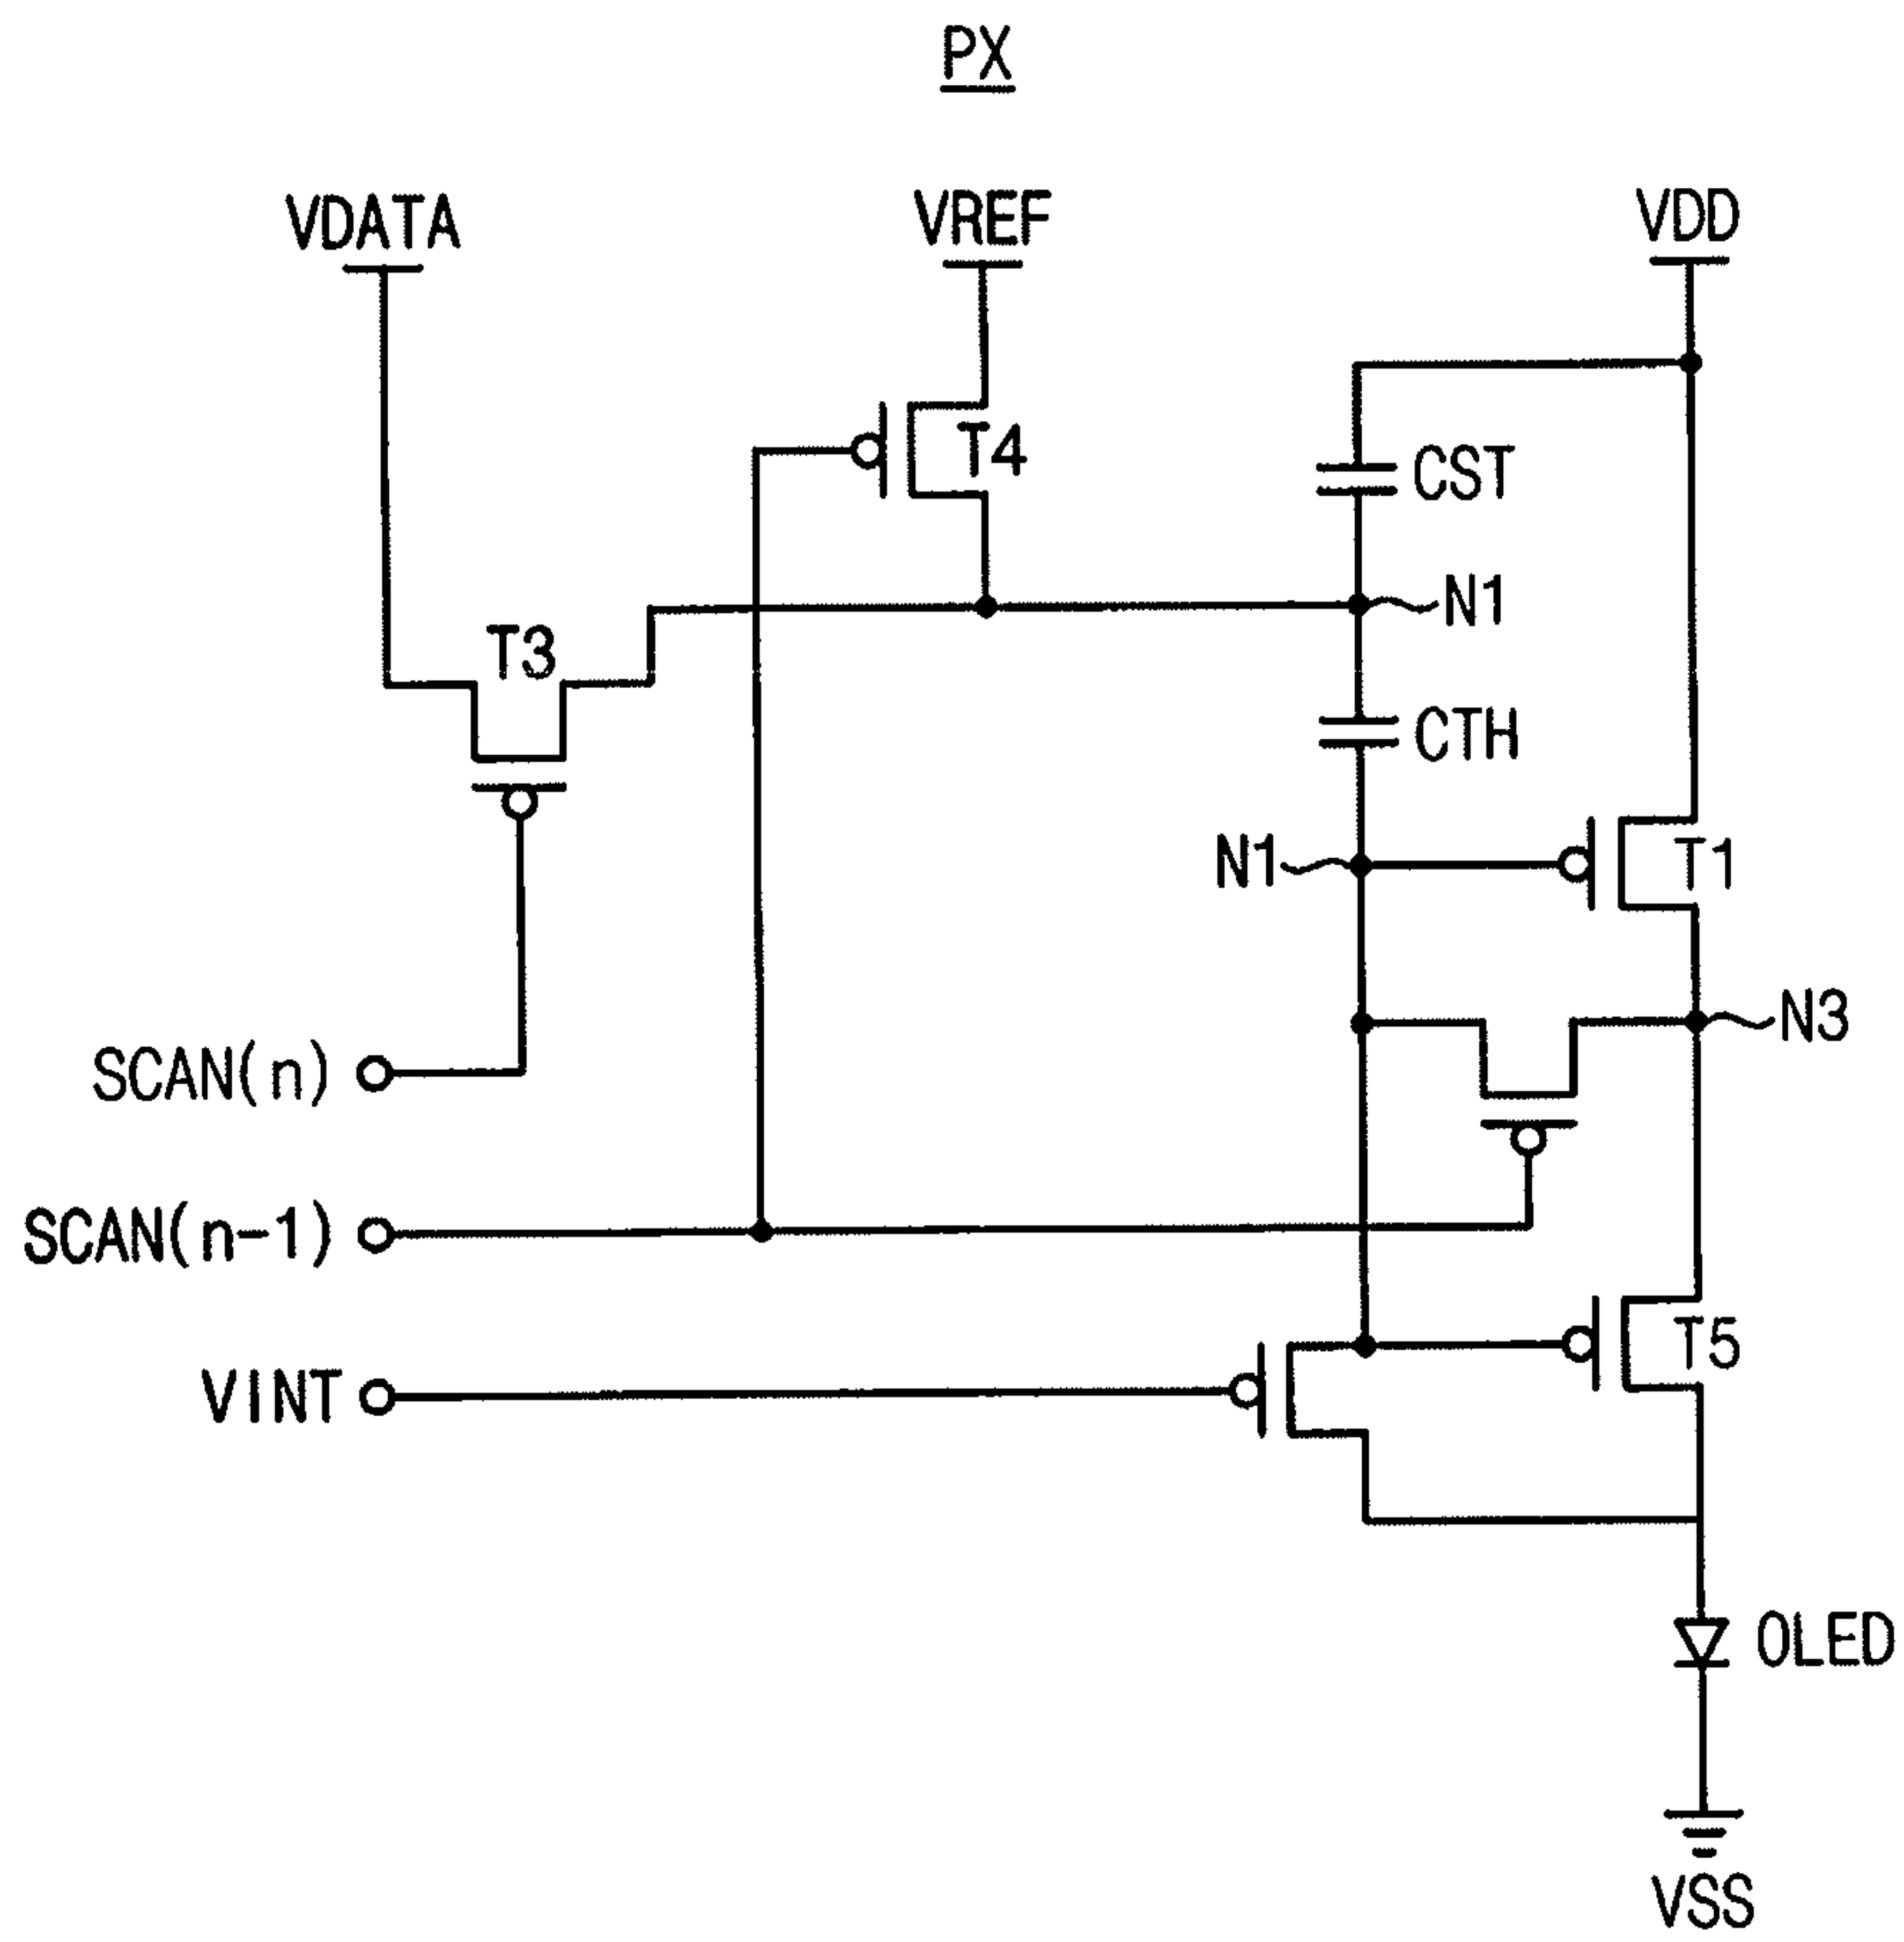 PX
VDATA
VREF
VDD
T4
CST
N1
T3
CTH
N1
T1
N3
SCAN(n)
SCAN(n-1)
T5
VINT
OLED
VSS